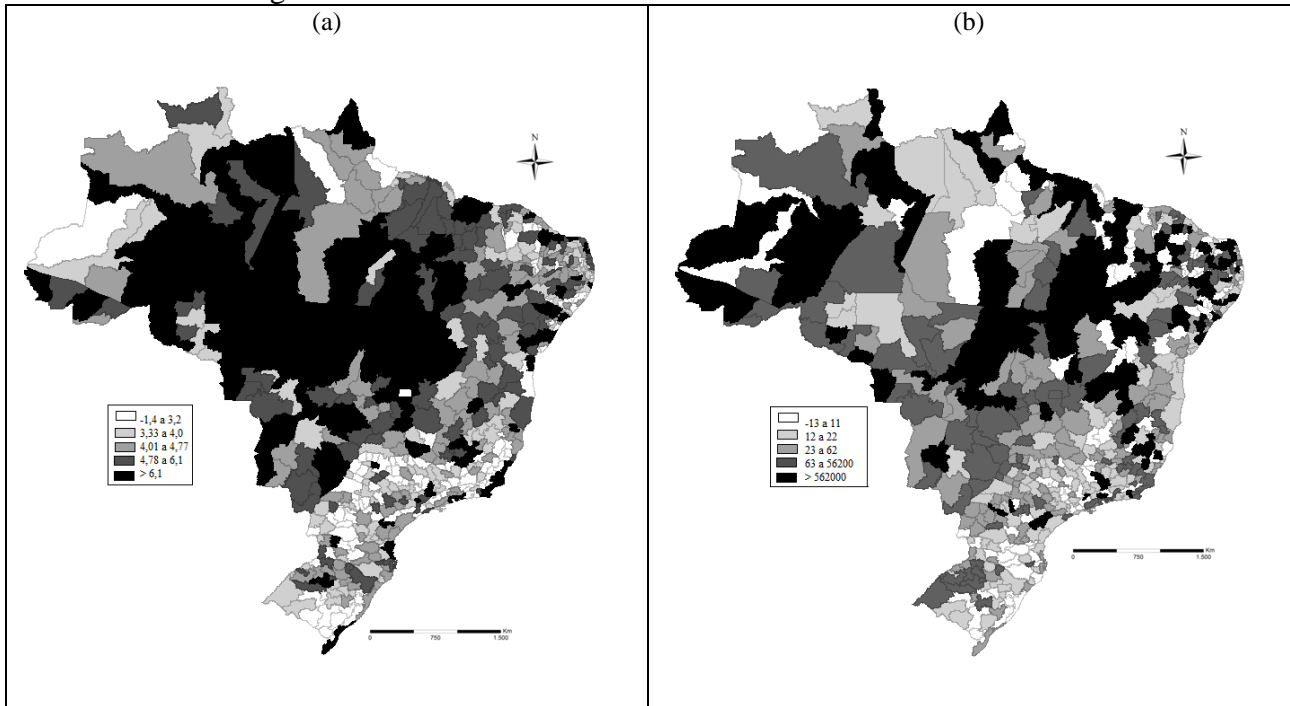 (a)
(b)
N
N
-1,4 a 3,2
3,33 a 4,0
4,01 a 4,77
4,78 a 6,1
> 6,1
-13 a 11
12 a 22
23 a 62
63 a 56200
> 562000
Km
0 750 1.500
Km
0 750 1.500